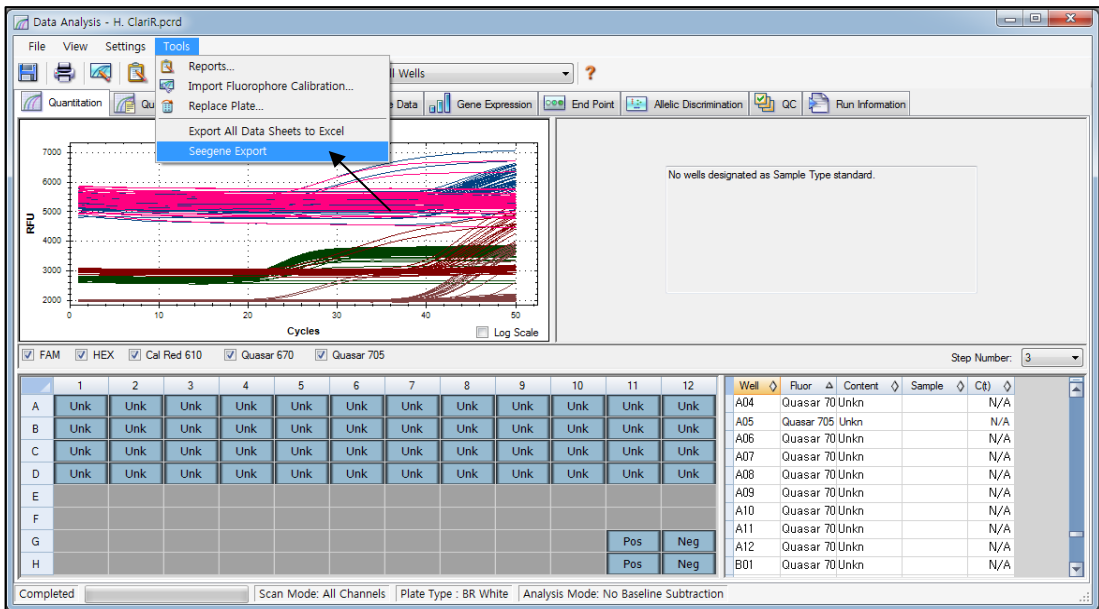 Data Analysis - H. ClariR.pcrd
File View Settings Tools
Reports...
ll Wells
?
Import Fluorophore Calibration...
Replace Plate...
Export All Data Sheets to Excel
Seegene Export
Quantitation Qu e Data Gene Expression End Point Allelic Discrimination QC Run Information
7000
6000
5000
4000
3000
2000
RFU
0 10 20 30 40 50
Cycles
Log Scale
No wells designated as Sample Type standard.
FAM HEX Cal Red 610 Quasar 670 Quasar 705
Step Number: 3
1 2 3 4 5 6 7 8 9 10 11 12
A Unk Unk Unk Unk Unk Unk Unk Unk Unk Unk Unk Unk
B Unk Unk Unk Unk Unk Unk Unk Unk Unk Unk Unk Unk
C Unk Unk Unk Unk Unk Unk Unk Unk Unk Unk Unk Unk
D Unk Unk Unk Unk Unk Unk Unk Unk Unk Unk Unk Unk
E
F
G Pos Neg
H Pos Neg
Well Fluor Content Sample C(t)
A04 Quasar 70 Unkn N/A
A05 Quasar 705 Unkn N/A
A06 Quasar 70 Unkn N/A
A07 Quasar 70 Unkn N/A
A08 Quasar 70 Unkn N/A
A09 Quasar 70 Unkn N/A
A10 Quasar 70 Unkn N/A
A11 Quasar 70 Unkn N/A
A12 Quasar 70 Unkn N/A
B01 Quasar 70 Unkn N/A
Completed Scan Mode: All Channels Plate Type : BR White Analysis Mode: No Baseline Subtraction